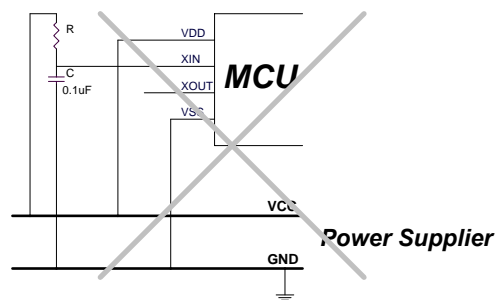 R
VDD
XIN
MCU
C
0.1uF
XOUT
VSS
VCC
Power Supplier
GND